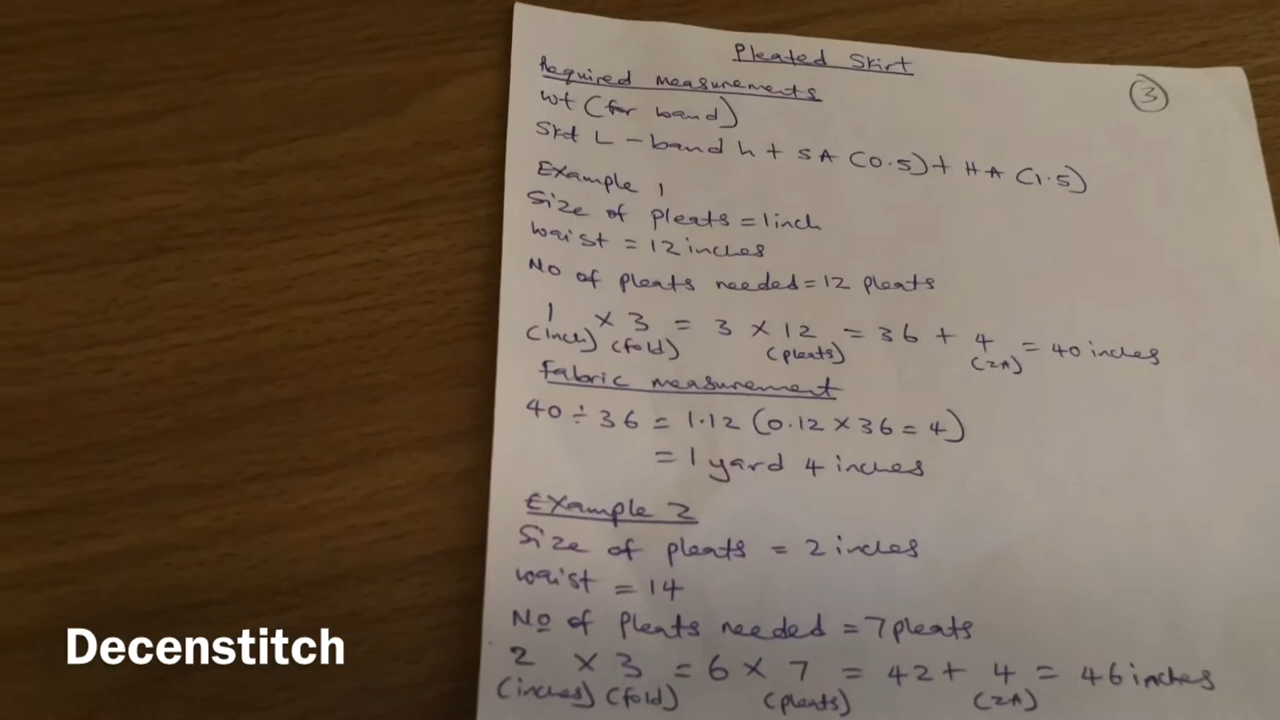 Pleated Skirt
3
Required measurements
wt (for band)
Skt L - band h + SA (0.5) + HA (1.5)
Example 1
Size of pleats = 1inch
waist = 12 inches
No of pleats needed = 12 pleats
1 × 3 = 3 × 12 = 36 + 4 = 40 inches
(inch) (fold) (pleats) (ZA)
Fabric measurement
40 ÷ 36 = 1.12 (0.12 × 36 = 4)
= 1 yard 4 inches
Example 2
Size of pleats = 2 inches
waist = 14
No of pleats needed = 7 pleats
2 × 3 = 6 × 7 = 42 + 4 = 46 inches
(inches) (fold) (pleats) (ZA)
Decenstitch